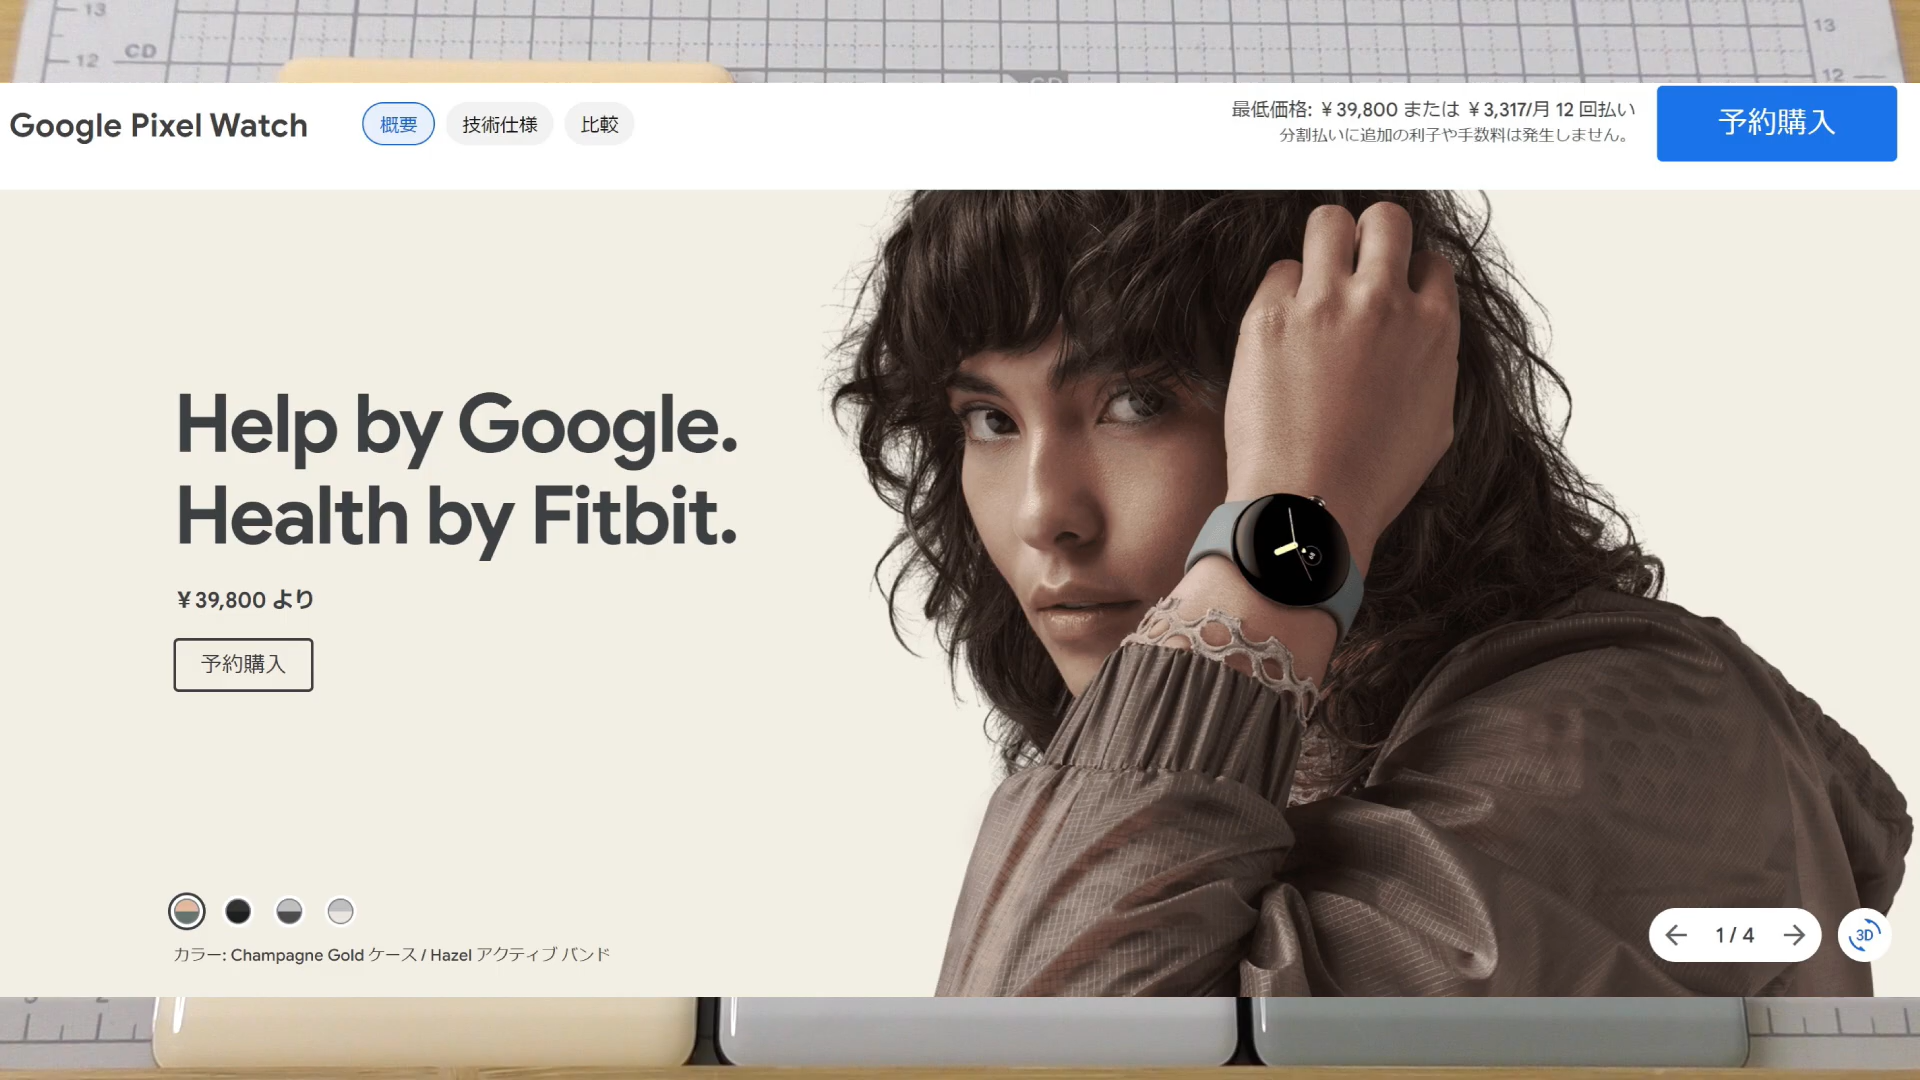 13
12 CD
13
12
Google Pixel Watch
概要
技術仕様
比較
最低価格: ¥39,800 または ¥3,317/月 12 回払い
分割払いに追加の利子や手数料は発生しません。
予約購入
Help by Google.
Health by Fitbit.
¥39,800 より
予約購入
カラー: Champagne Gold ケース / Hazel アクティブ バンド
1 / 4
3D